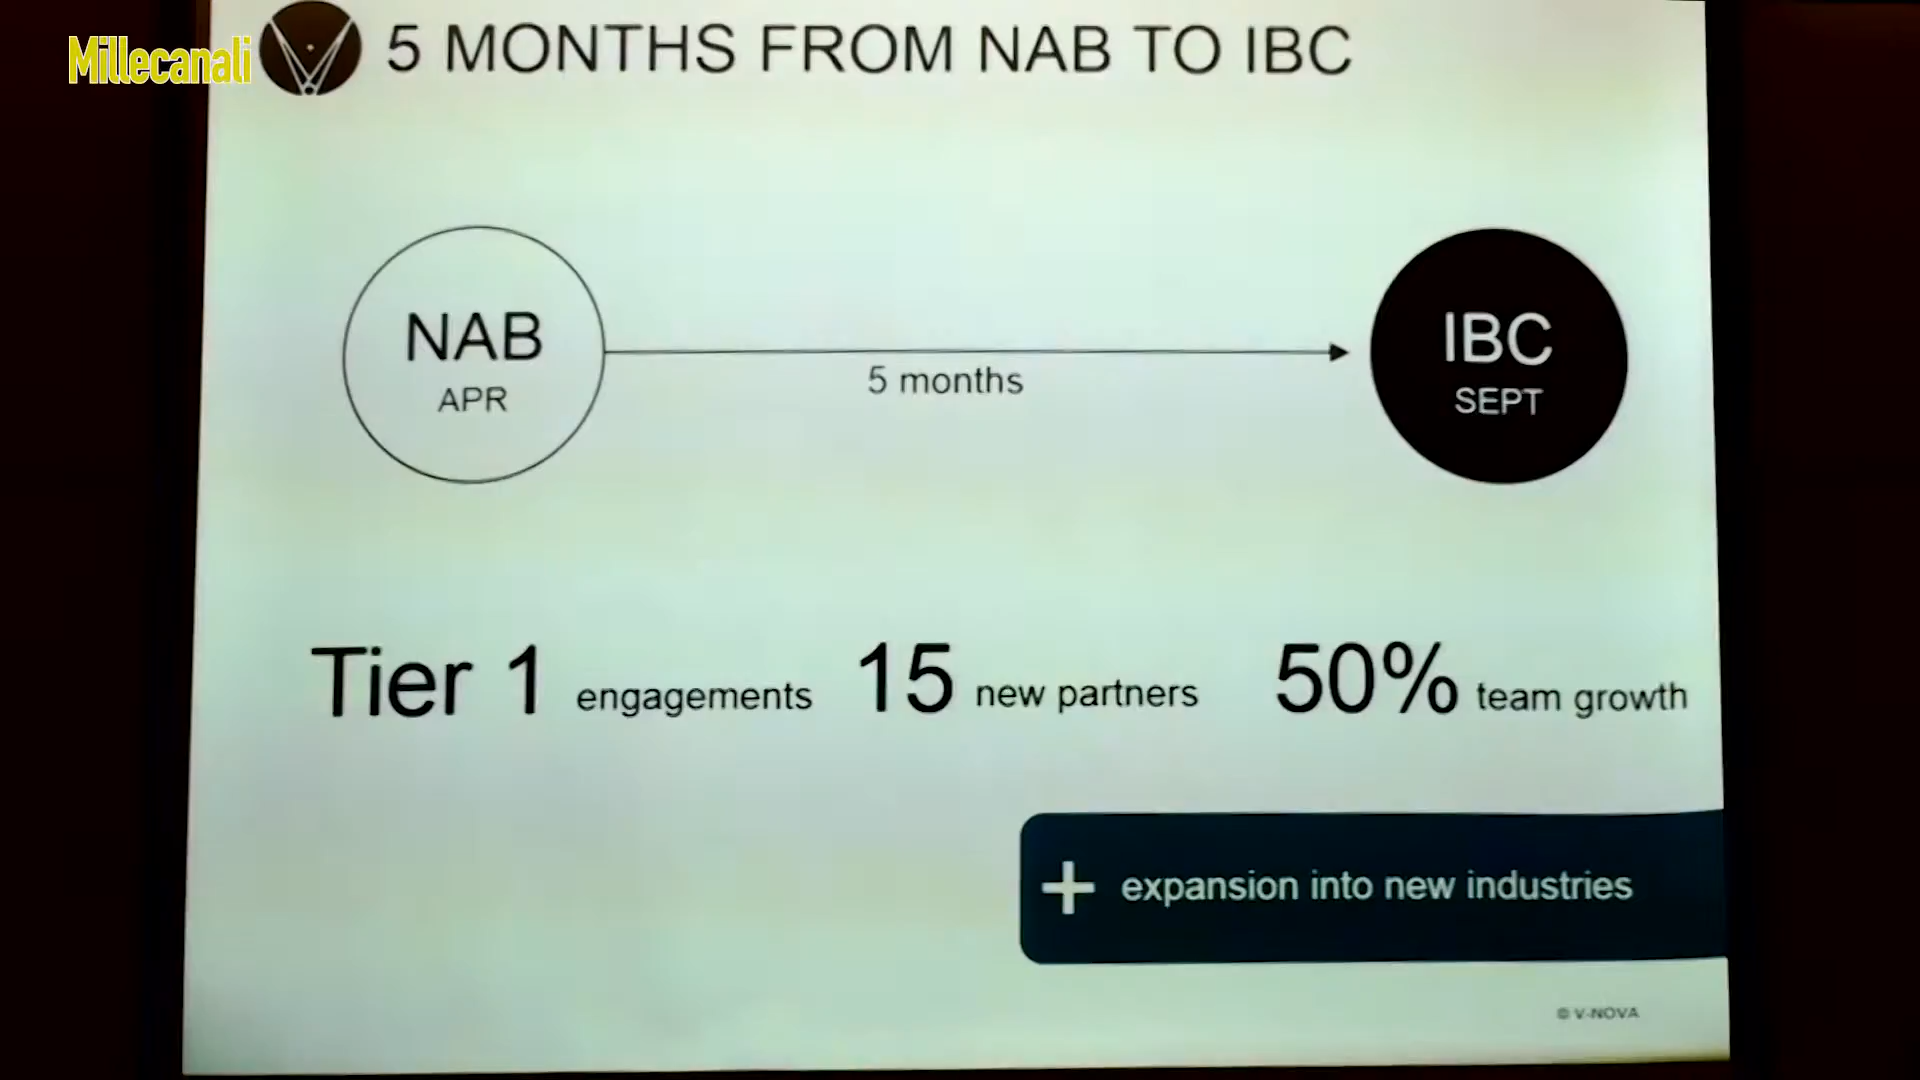 Millecanali
5 MONTHS FROM NAB TO IBC
NAB
APR
5 months
IBC
SEPT
Tier 1 engagements
15 new partners
50% team growth
+ expansion into new industries
© V-NOVA